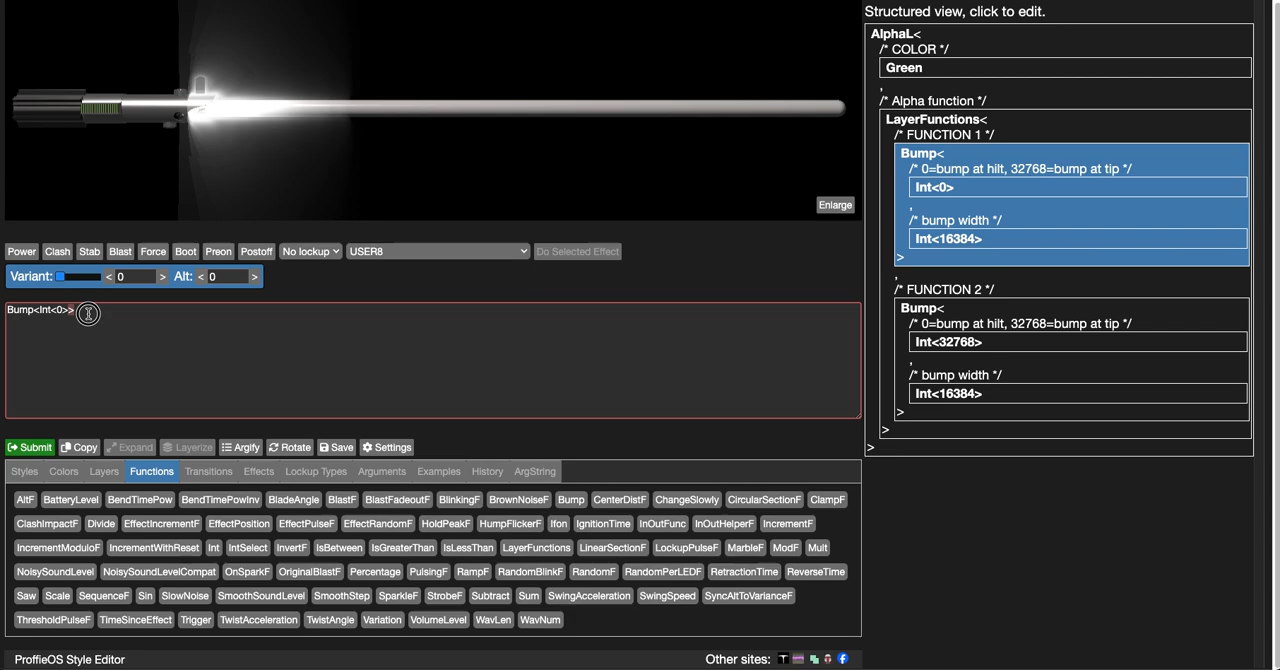 Enlarge
Power Clash Stab Blast Force Boot Preon Postoff No lockup USER8 Do Selected Effect
Variant: < 0 > Alt: < 0 >
Bump<Int<0>>
Submit Copy Expand Layerize Argify Rotate Save Settings
Styles Colors Layers Functions Transitions Effects Lockup Types Arguments Examples History ArgString
AltF BatteryLevel BendTimePow BendTimePowInv BladeAngle BlastF BlastFadeoutF BlinkingF BrownNoiseF Bump CenterDistF ChangeSlowly CircularSectionF ClampF
ClashImpactF Divide EffectIncrementF EffectPosition EffectPulseF EffectRandomF HoldPeakF HumpFlickerF Ifon IgnitionTime InOutFunc InOutHelperF IncrementF
IncrementModuloF IncrementWithReset Int IntSelect InvertF IsBetween IsGreaterThan IsLessThan LayerFunctions LinearSectionF LockupPulseF MarbleF ModF Mult
NoisySoundLevel NoisySoundLevelCompat OnSparkF OriginalBlastF Percentage PulsingF RampF RandomBlinkF RandomF RandomPerLEDF RetractionTime ReverseTime
Saw Scale SequenceF Sin SlowNoise SmoothSoundLevel SmoothStep SparkleF StrobeF Subtract Sum SwingAcceleration SwingSpeed SyncAltToVarianceF
ThresholdPulseF TimeSinceEffect Trigger TwistAcceleration TwistAngle Variation VolumeLevel WavLen WavNum
ProffieOS Style Editor Other sites:
Structured view, click to edit.
AlphaL<
/* COLOR */
Green
,
/* Alpha function */
LayerFunctions<
/* FUNCTION 1 */
Bump<
/* 0=bump at hilt, 32768=bump at tip */
Int<0>
,
/* bump width */
Int<16384>
>
,
/* FUNCTION 2 */
Bump<
/* 0=bump at hilt, 32768=bump at tip */
Int<32768>
,
/* bump width */
Int<16384>
>
>
>